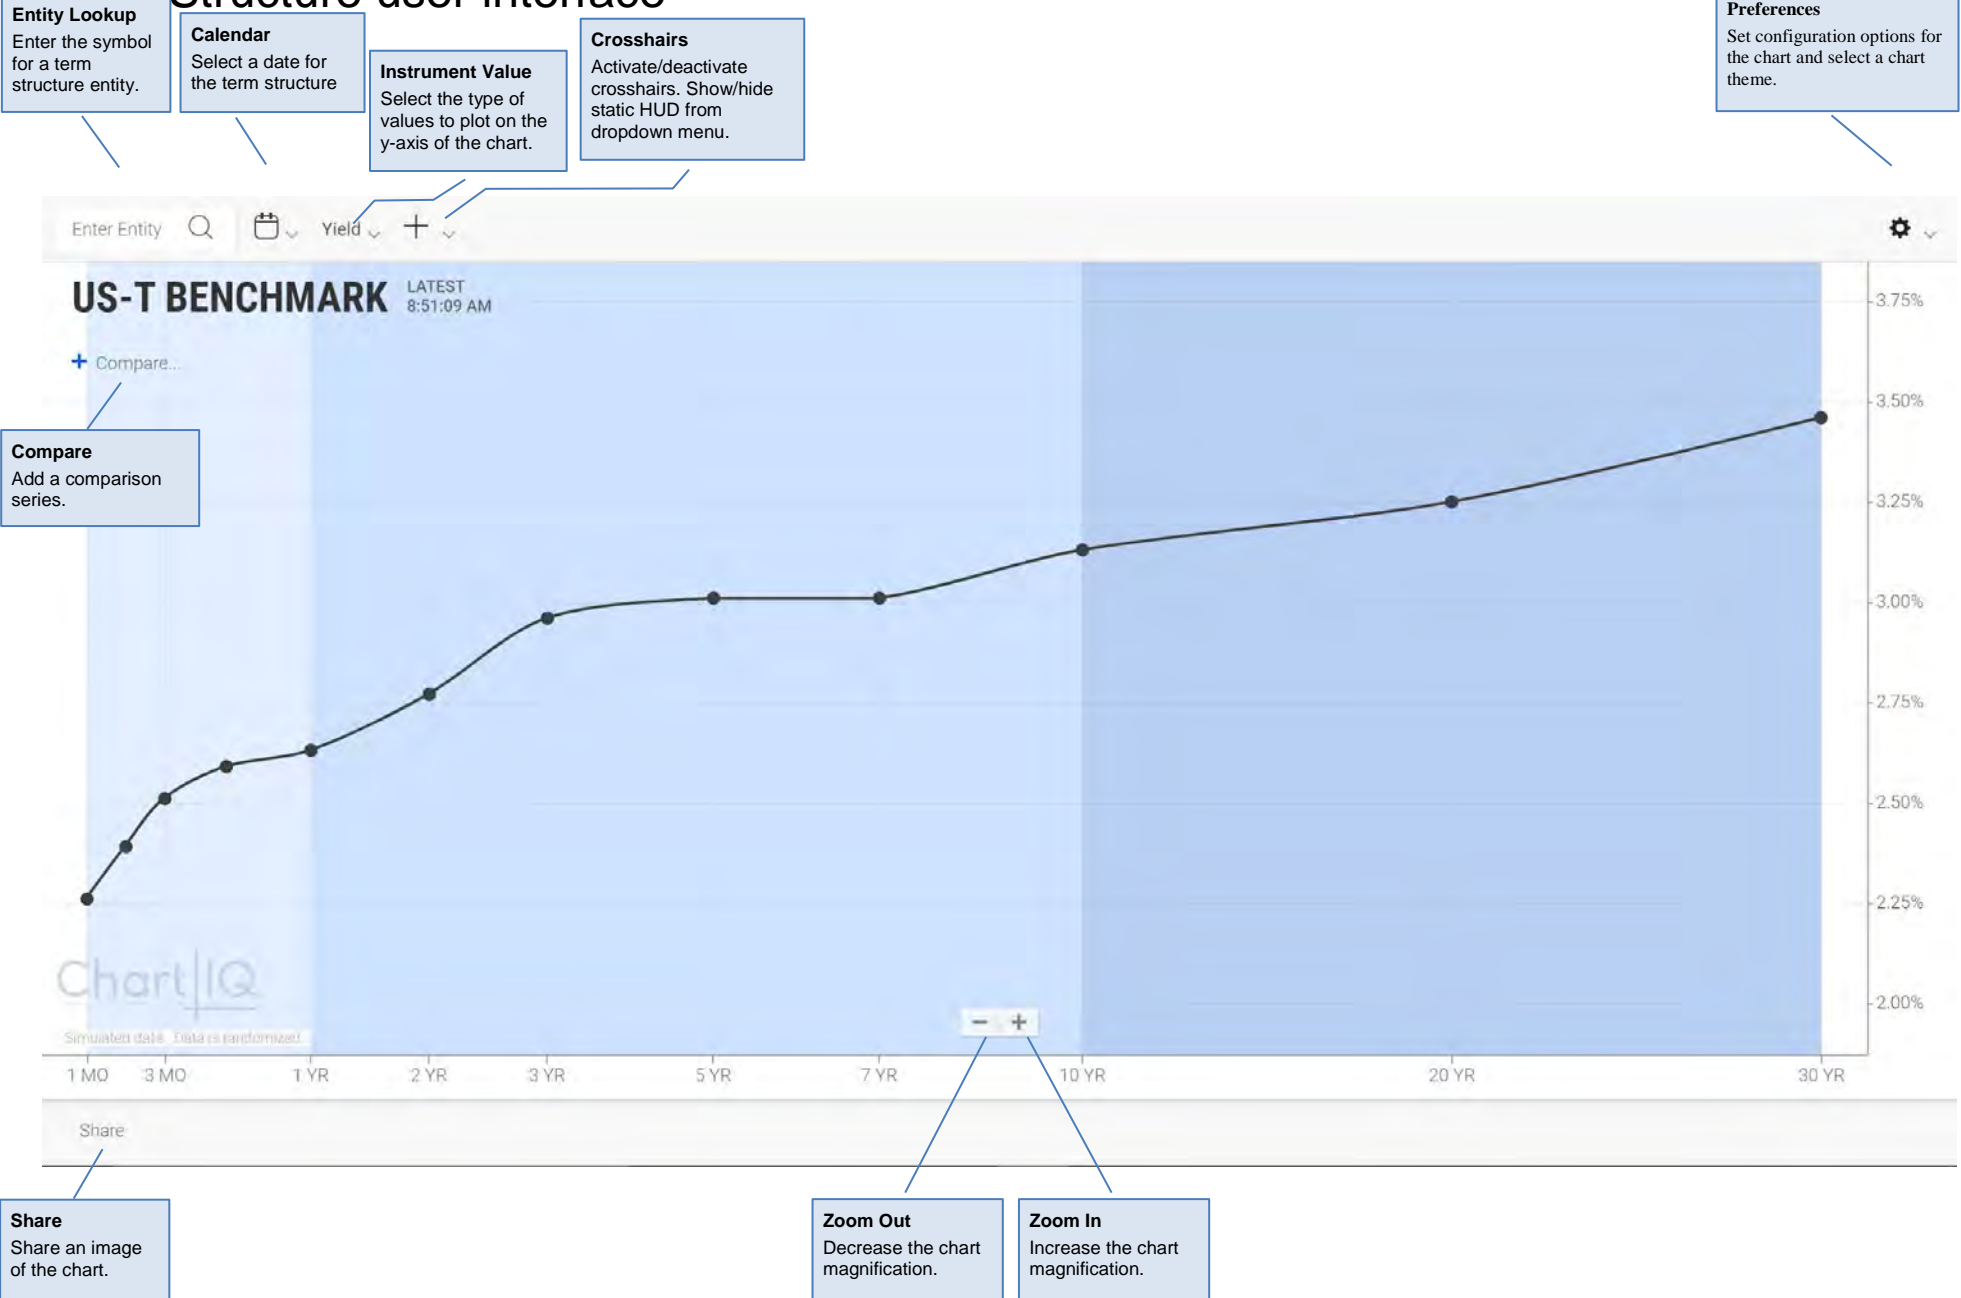 Structure user interface
Entity Lookup
Enter the symbol
for a term
structure entity.
Calendar
Select a date for
the term structure
Instrument Value
Select the type of
values to plot on the
y-axis of the chart.
Crosshairs
Activate/deactivate
crosshairs. Show/hide
static HUD from
dropdown menu.
Preferences
Set configuration options for
the chart and select a chart
theme.
Enter Entity
Yield
US-T BENCHMARK
LATEST
8:51:09 AM
+ Compare...
Compare
Add a comparison
series.
3.75%
3.50%
3.25%
3.00%
2.75%
2.50%
2.25%
2.00%
ChartIQ
Simulated data. Data is randomized.
− +
1 MO 3 MO 1 YR 2 YR 3 YR 5 YR 7 YR 10 YR 20 YR 30 YR
Share
Share
Share an image
of the chart.
Zoom Out
Decrease the chart
magnification.
Zoom In
Increase the chart
magnification.